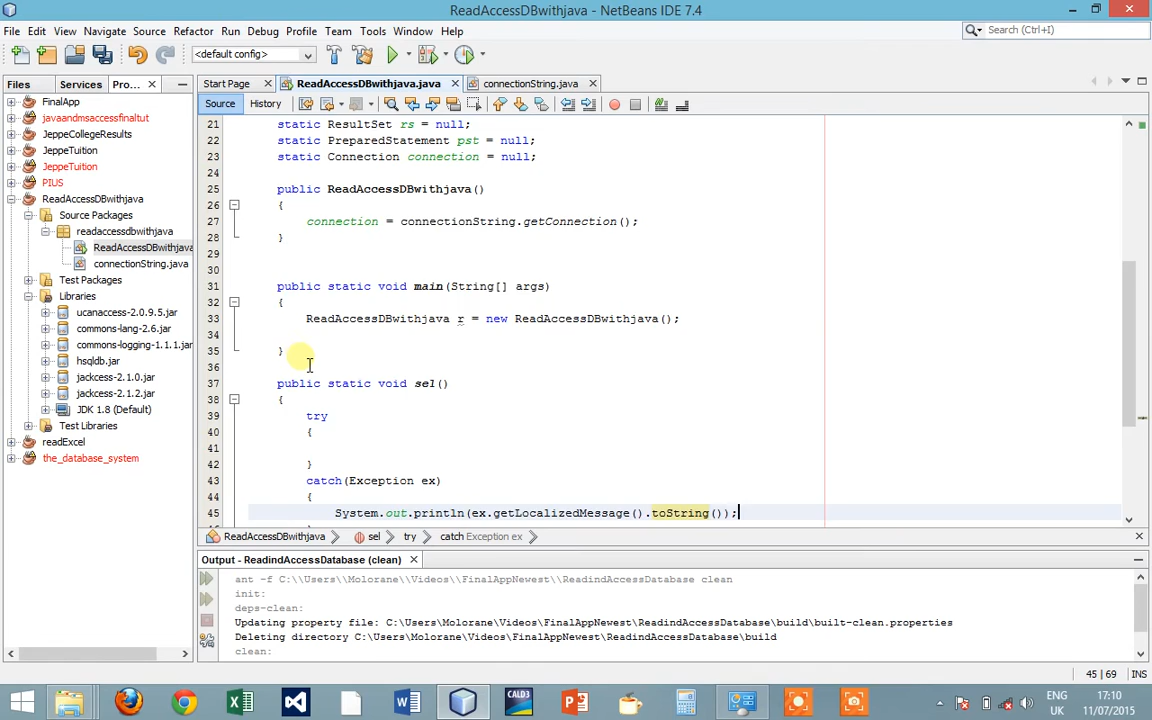 ReadAccessDBwithjava - NetBeans IDE 7.4
File Edit View Navigate Source Refactor Run Debug Profile Team Tools Window Help
Search (Ctrl+I)
<default config>
Files Services Pro...
Start Page ReadAccessDBwithjava.java connectionString.java
Source History
FinalApp
javaandmsaccessfinaltut
JeppeCollegeResults
JeppeTuition
JeppeTuition
PIUS
ReadAccessDBwithjava
Source Packages
readaccessdbwithjava
ReadAccessDBwithjava
connectionString.java
Test Packages
Libraries
ucanaccess-2.0.9.5.jar
commons-lang-2.6.jar
commons-logging-1.1.1.jar
hsqldb.jar
jackcess-2.1.0.jar
jackcess-2.1.2.jar
JDK 1.8 (Default)
Test Libraries
readExcel
the_database_system
21 static ResultSet rs = null;
22 static PreparedStatement pst = null;
23 static Connection connection = null;
24
25 public ReadAccessDBwithjava()
26 {
27 connection = connectionString.getConnection();
28 }
29
30
31 public static void main(String[] args)
32 {
33 ReadAccessDBwithjava r = new ReadAccessDBwithjava();
34
35 }
36
37 public static void sel()
38 {
39 try
40 {
41
42 }
43 catch(Exception ex)
44 {
45 System.out.println(ex.getLocalizedMessage().toString());
ReadAccessDBwithjava sel try catch Exception ex
Output - ReadindAccessDatabase (clean)
ant -f C:\\Users\\Molorane\\Videos\\FinalAppNewest\\ReadindAccessDatabase clean
init:
deps-clean:
Updating property file: C:\Users\Molorane\Videos\FinalAppNewest\ReadindAccessDatabase\build\built-clean.properties
Deleting directory C:\Users\Molorane\Videos\FinalAppNewest\ReadindAccessDatabase\build
clean:
45 | 69 INS
CALD3
ENG
UK
17:10
11/07/2015